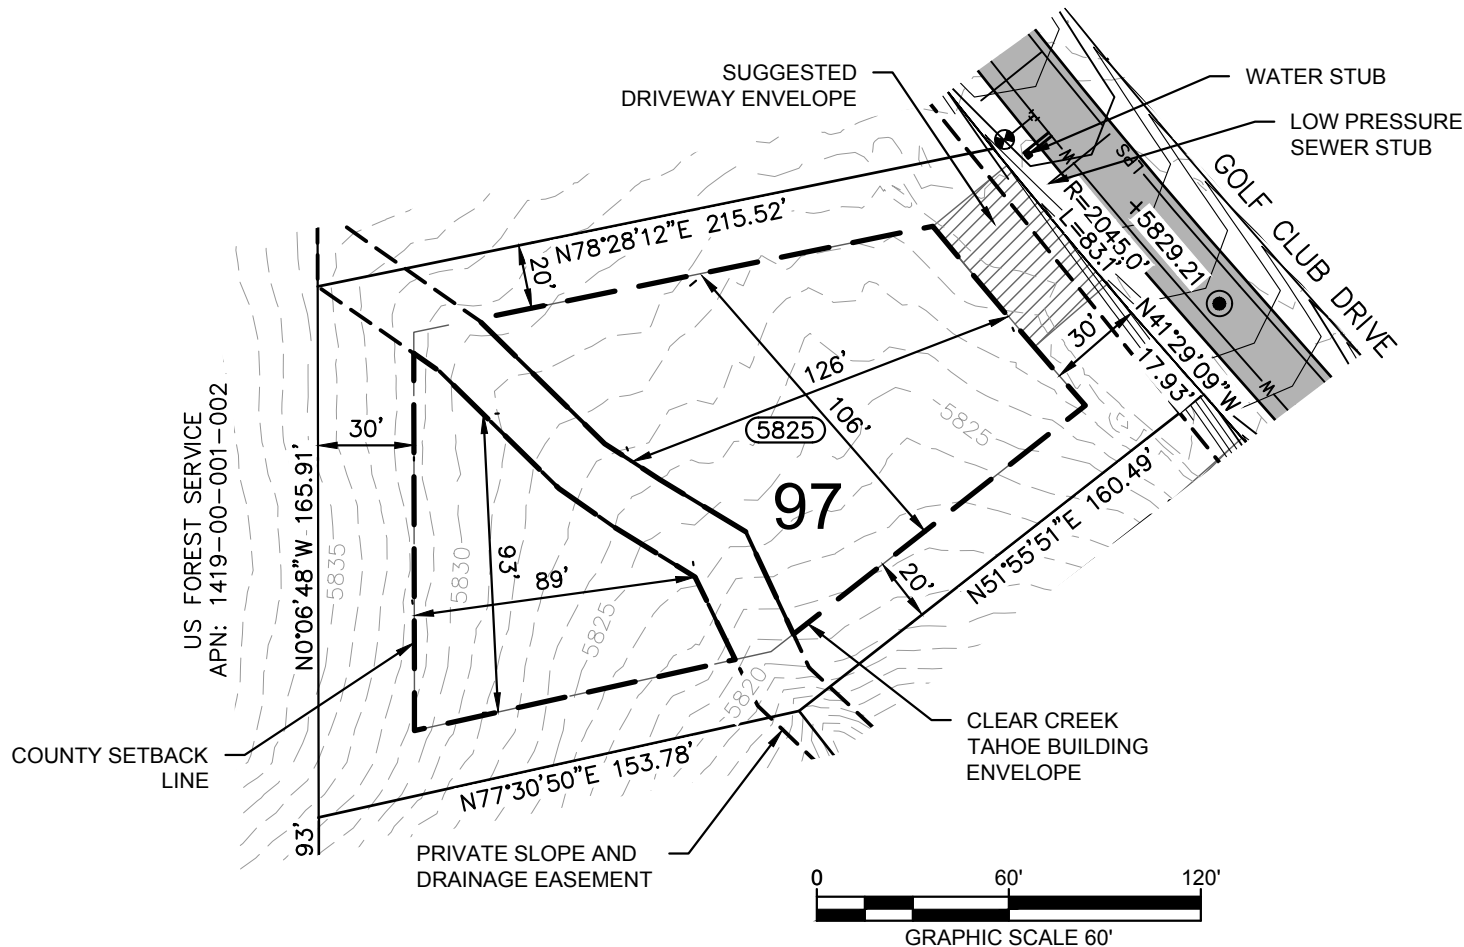 SUGGESTED
DRIVEWAY ENVELOPE
WATER STUB
LOW PRESSURE
SEWER STUB
GOLF CLUB DRIVE
LPS
W
W
+5829.21
R=2045.0'
L=83.1'
N41°29'09"W
17.93'
N78°28'12"E 215.52'
20'
30'
126'
106'
5825
5825
97
US FOREST SERVICE
APN: 1419-00-001-002
N0°06'48"W 165.91'
30'
5835
5830
93'
89'
5825
5820
20'
N51°55'51"E 160.49'
COUNTY SETBACK
LINE
CLEAR CREEK
TAHOE BUILDING
ENVELOPE
N77°30'50"E 153.78'
93'
PRIVATE SLOPE AND
DRAINAGE EASEMENT
0 60' 120'
GRAPHIC SCALE 60'